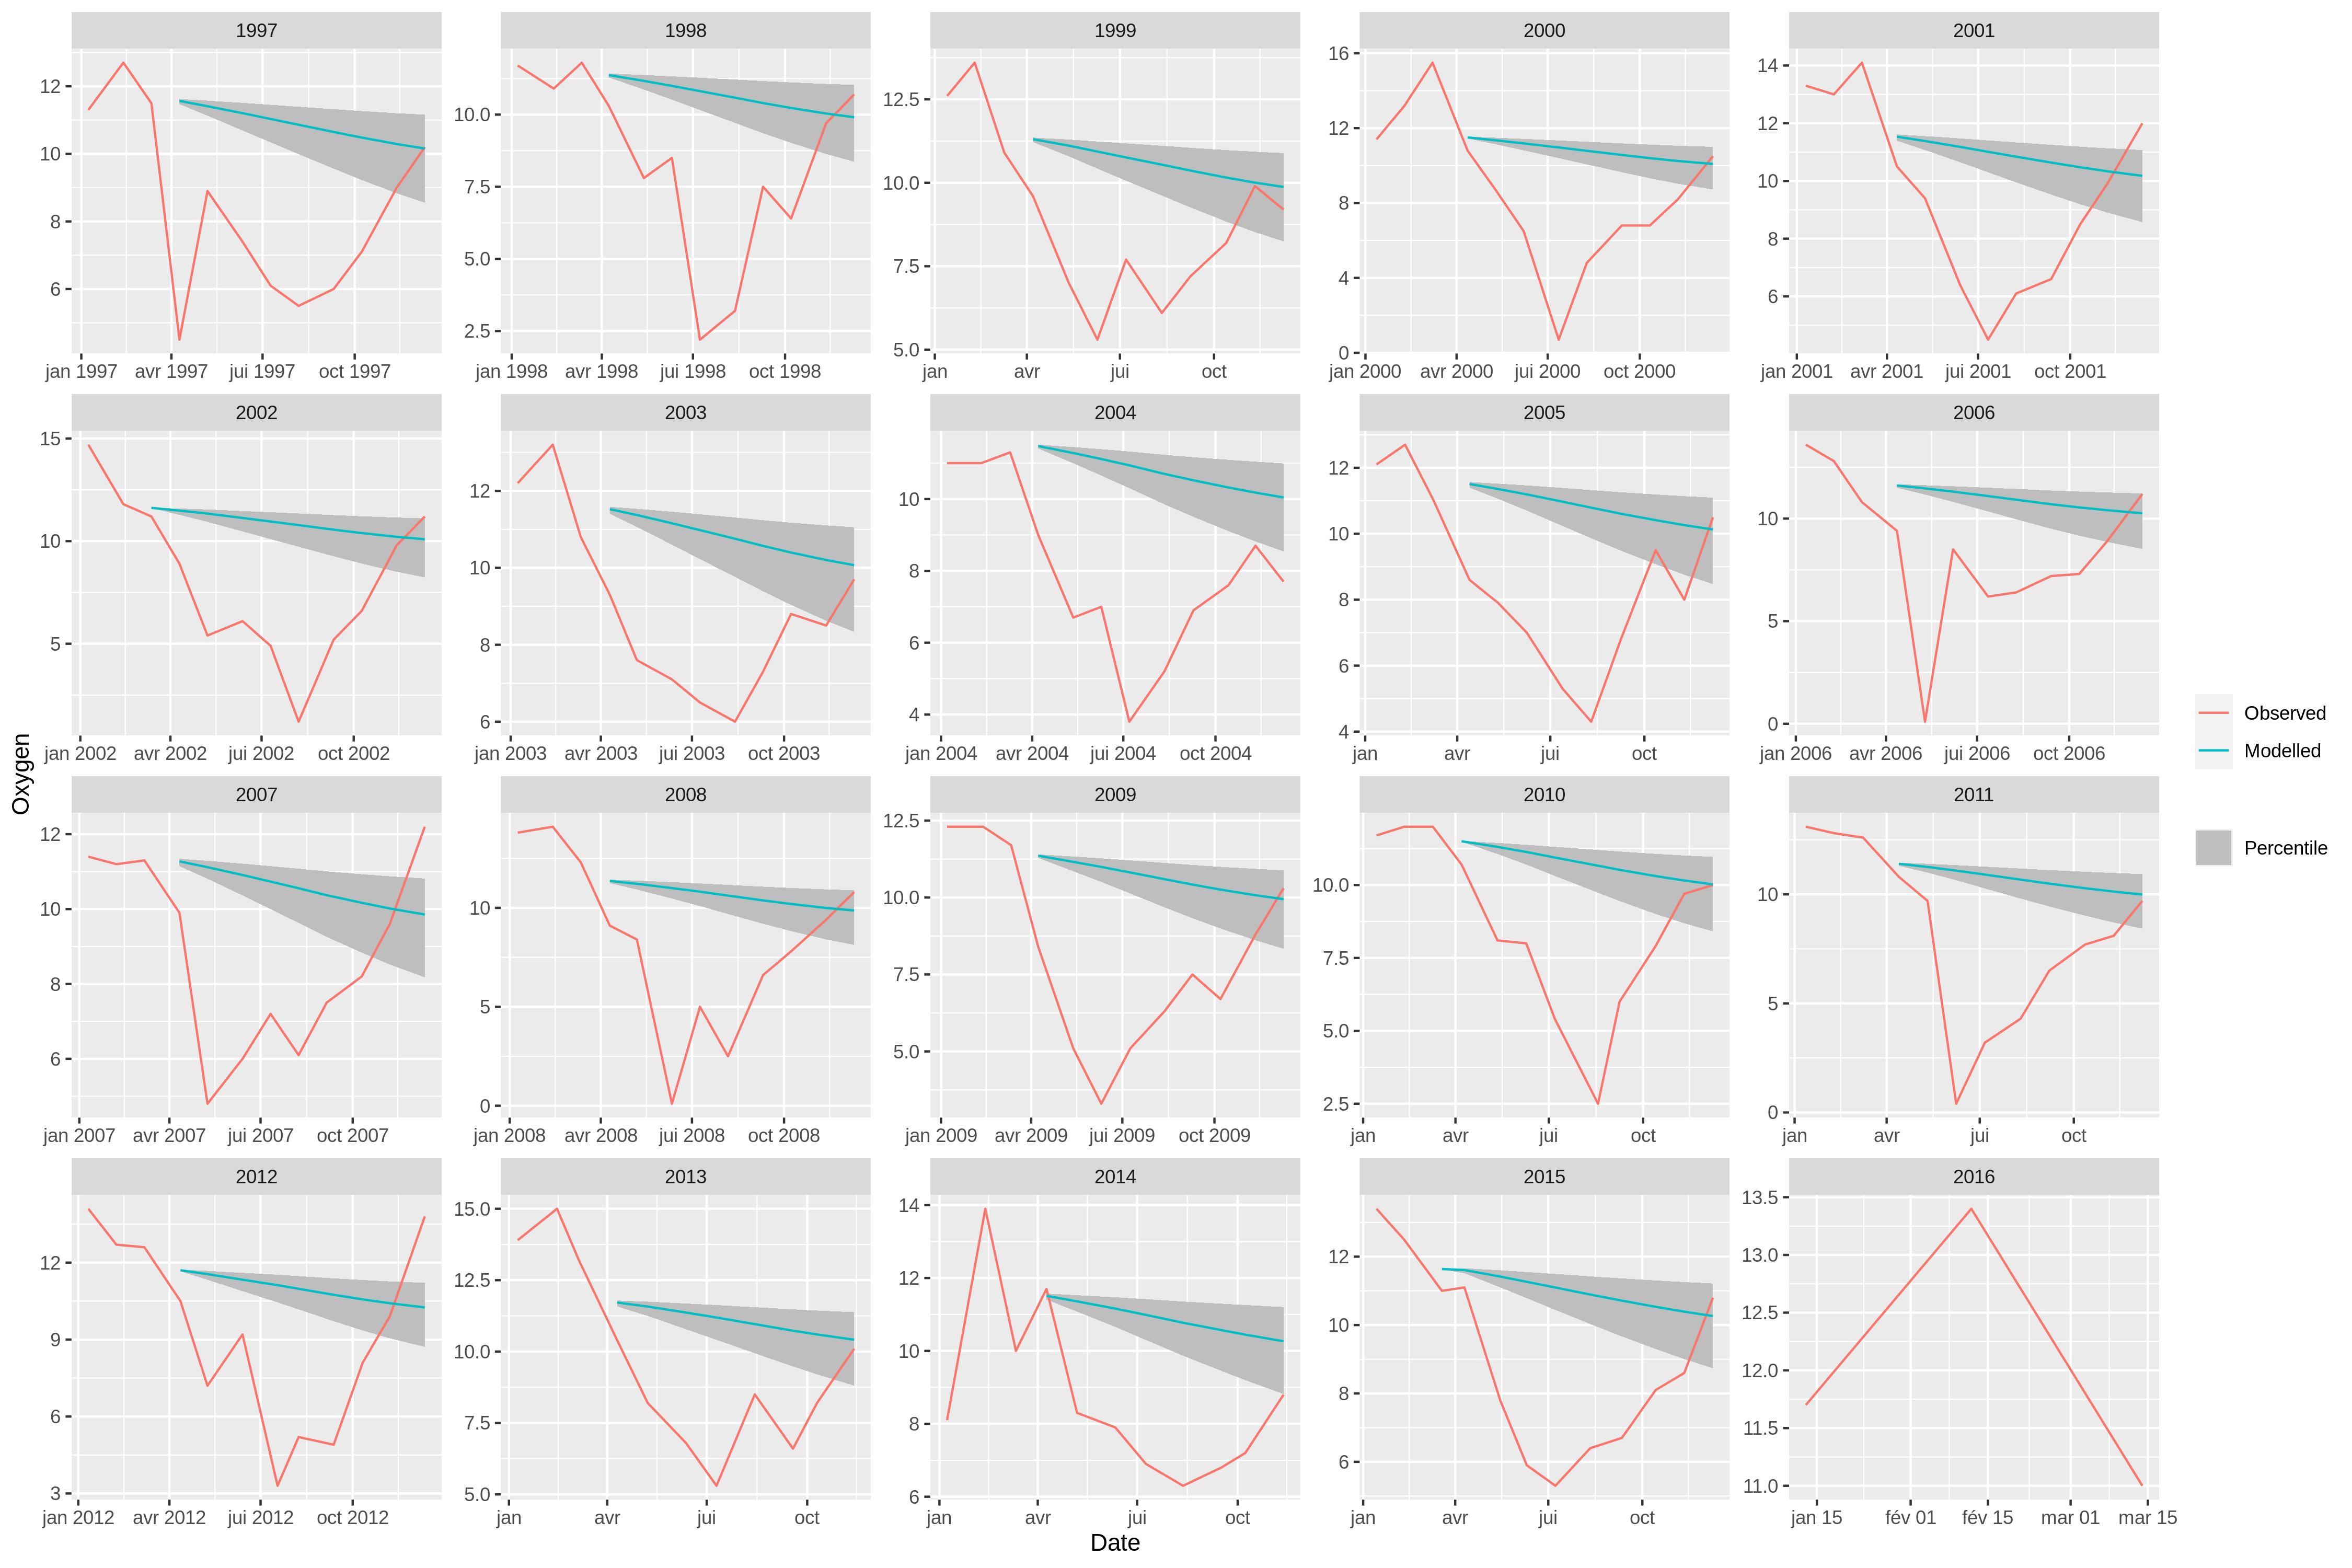 1997 1998 1999 2000 2001
12
10
8
6
jan 1997 avr 1997 jui 1997 oct 1997
10.0
7.5
5.0
2.5
jan 1998 avr 1998 jui 1998 oct 1998
12.5
10.0
7.5
5.0
jan avr jui oct
16
12
8
4
0
jan 2000 avr 2000 jui 2000 oct 2000
14
12
10
8
6
jan 2001 avr 2001 jui 2001 oct 2001
2002 2003 2004 2005 2006
15
10
5
jan 2002 avr 2002 jui 2002 oct 2002
12
10
8
6
jan 2003 avr 2003 jui 2003 oct 2003
10
8
6
4
jan 2004 avr 2004 jui 2004 oct 2004
12
10
8
6
4
jan avr jui oct
10
5
0
jan 2006 avr 2006 jui 2006 oct 2006
Oxygen
2007 2008 2009 2010 2011
12
10
8
6
jan 2007 avr 2007 jui 2007 oct 2007
10
5
0
jan 2008 avr 2008 jui 2008 oct 2008
12.5
10.0
7.5
5.0
jan 2009 avr 2009 jui 2009 oct 2009
10.0
7.5
5.0
2.5
jan avr jui oct
10
5
0
jan avr jui oct
2012 2013 2014 2015 2016
12
9
6
3
jan 2012 avr 2012 jui 2012 oct 2012
15.0
12.5
10.0
7.5
5.0
jan avr jui oct
14
12
10
8
6
jan avr jui oct
12
10
8
6
jan avr jui oct
13.5
13.0
12.5
12.0
11.5
11.0
jan 15 fév 01 fév 15 mar 01 mar 15
Date
Observed
Modelled
Percentile